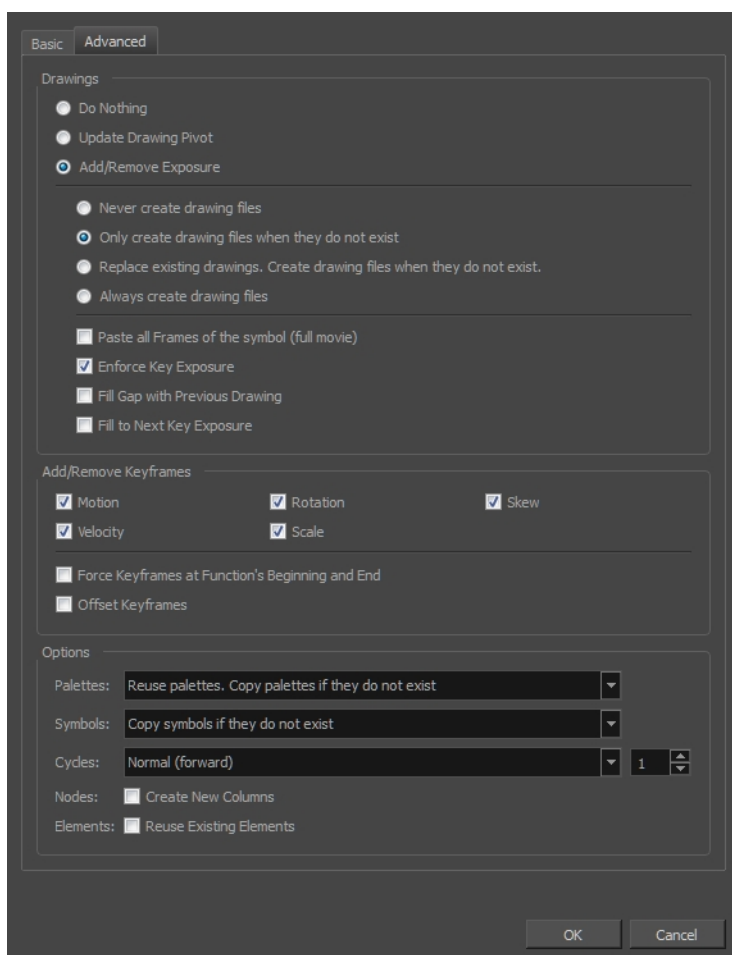 Basic Advanced
Drawings
Do Nothing
Update Drawing Pivot
Add/Remove Exposure
Never create drawing files
Only create drawing files when they do not exist
Replace existing drawings. Create drawing files when they do not exist.
Always create drawing files
Paste all Frames of the symbol (full movie)
Enforce Key Exposure
Fill Gap with Previous Drawing
Fill to Next Key Exposure
Add/Remove Keyframes
Motion Rotation Skew
Velocity Scale
Force Keyframes at Function's Beginning and End
Offset Keyframes
Options
Palettes: Reuse palettes. Copy palettes if they do not exist
Symbols: Copy symbols if they do not exist
Cycles: Normal (forward) 1
Nodes: Create New Columns
Elements: Reuse Existing Elements
OK Cancel